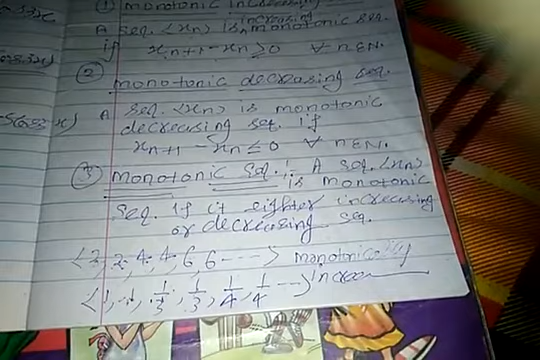 ① monotonic increasing
increasing
A seq. <xn> is monotonic seq.
if xn+1 - xn ≥ 0 ∀ n∈N.
② monotonic decreasing seq.
A seq. <xn> is monotonic
decreasing seq. if
xn+1 - xn ≤ 0 ∀ n∈N.
③ monotonic seq.: A seq. <xn>
is monotonic
seq. if it eighter increasing
or decreasing seq.
<2, 2, 4, 4, 6, 6 ---->  monotonically
<1, 1, 1/3, 1/3, 1/4, 1/4 --->